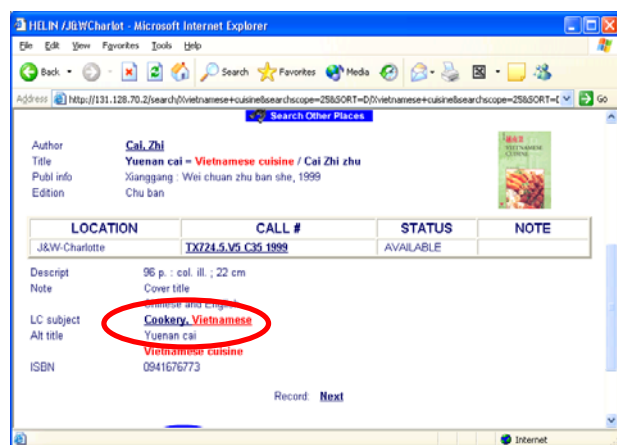 HELIN /J&WCharlot - Microsoft Internet Explorer
File Edit View Favorites Tools Help
Back Search Favorites Media
Address http://131.128.70.2/search/Xvietnamese+cuisine&searchscope=25&SORT=D/Xvietnamese+cuisine&searchscope=25&SORT=[ Go
Search Other Places
Author Cai, Zhi
Title Yuenan cai = Vietnamese cuisine / Cai Zhi zhu
Publ info Xianggang : Wei chuan zhu ban she, 1999
Edition Chu ban
VIETNAMESE
CUISINE
LOCATION CALL # STATUS NOTE
J&W-Charlotte TX724.5.V5 C35 1999 AVAILABLE
Descript 96 p. : col. ill. ; 22 cm
Note Cover title
Chinese and English
LC subject Cookery, Vietnamese
Alt title Yuenan cai
Vietnamese cuisine
ISBN 0941676773
Record: Next
Internet